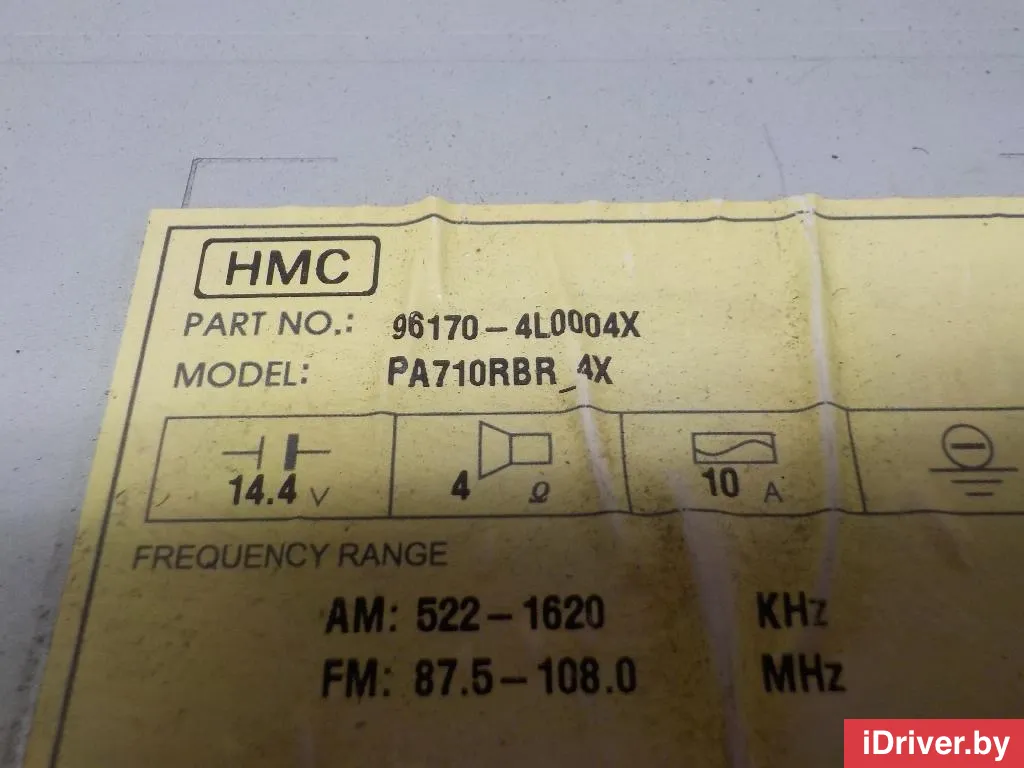 HMC
PART NO.: 96170-4L0004X
MODEL: PA710RBR_4X
14.4 V 4 Ω 10 A
FREQUENCY RANGE
AM: 522-1620 KHz
FM: 87.5-108.0 MHz
iDriver.by